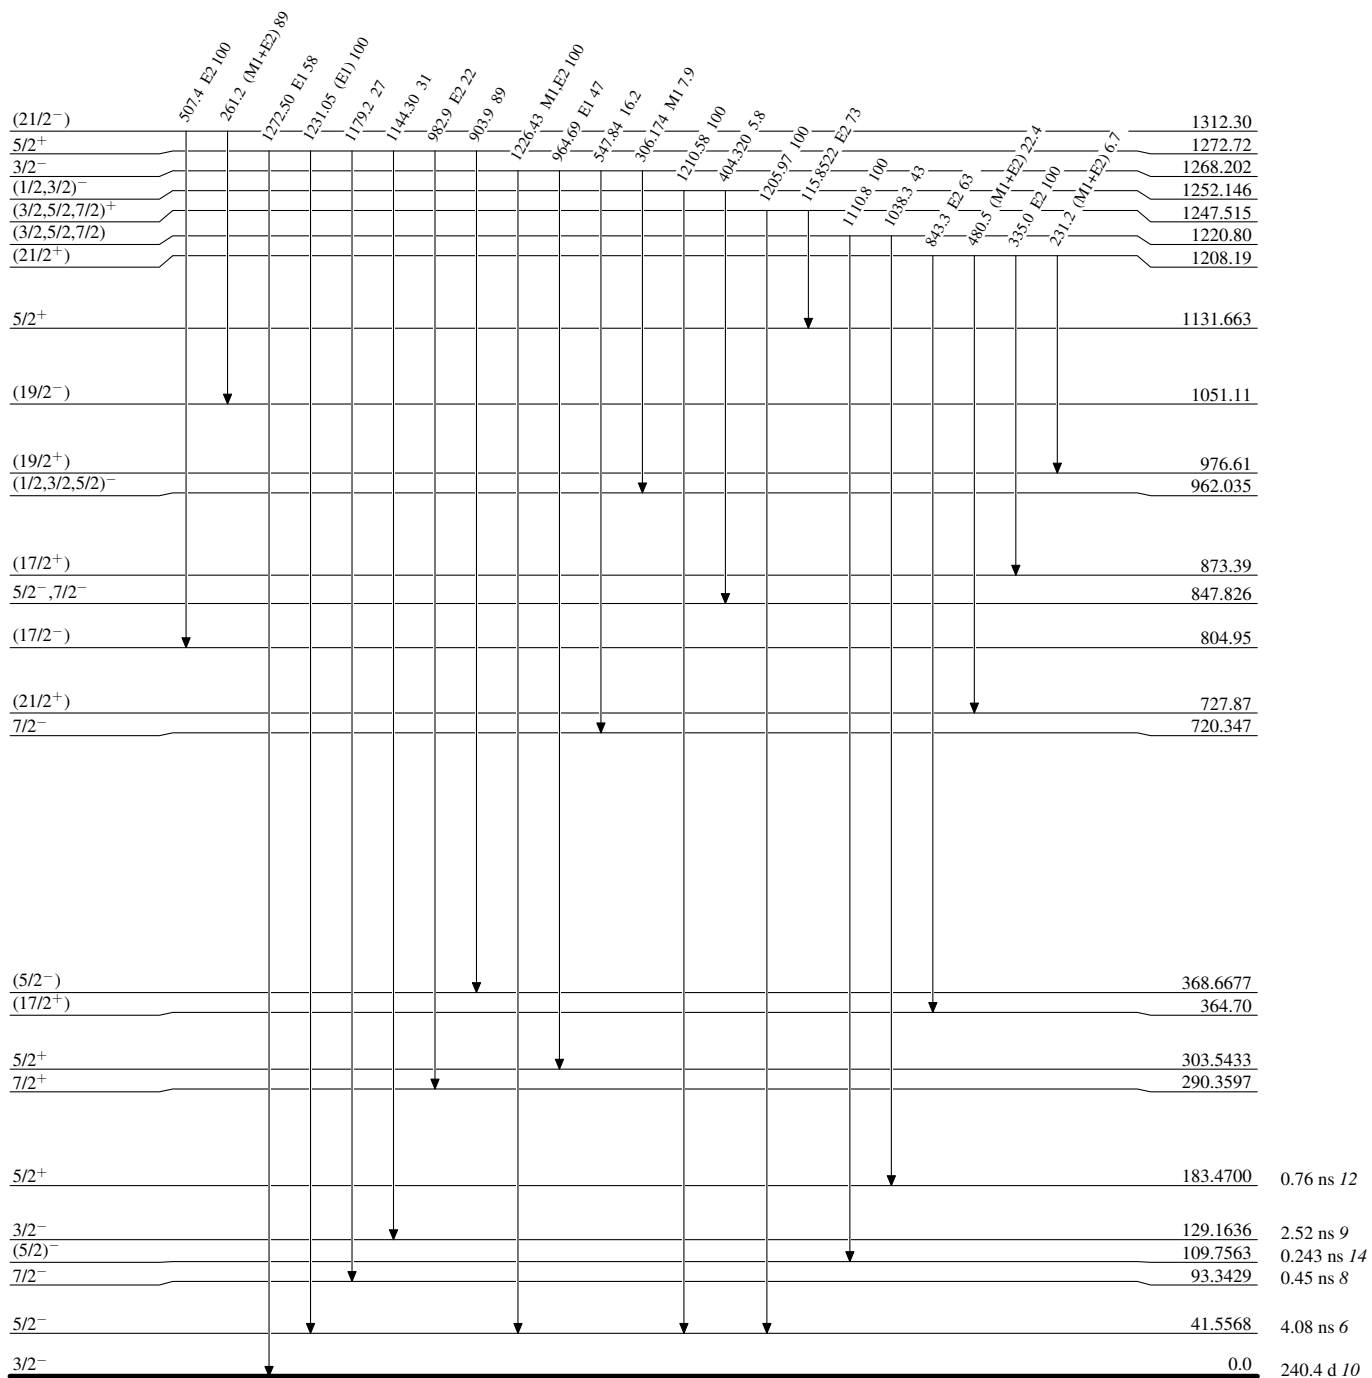 507.4 E2 100
261.2 (M1+E2) 89
1272.50 E1 58
1231.05 (E1) 100
1179.2 27
1144.30 31
982.9 E2 22
903.9 89
1226.43 M1,E2 100
964.69 E1 47
547.84 16.2
306.174 M1 7.9
1210.58 100
404.320 5.8
1205.97 100
115.8522 E2 73
1110.8 100
1038.3 43
843.3 E2 63
480.5 (M1+E2) 22.4
335.0 E2 100
231.2 (M1+E2) 6.7
(21/2⁻) 1312.30
5/2⁺ 1272.72
3/2⁻ 1268.202
(1/2,3/2)⁻ 1252.146
(3/2,5/2,7/2)⁺ 1247.515
(3/2,5/2,7/2) 1220.80
(21/2⁺) 1208.19
5/2⁺ 1131.663
(19/2⁻) 1051.11
(19/2⁺) 976.61
(1/2,3/2,5/2)⁻ 962.035
(17/2⁺) 873.39
5/2⁻,7/2⁻ 847.826
(17/2⁻) 804.95
(21/2⁺) 727.87
7/2⁻ 720.347
(5/2⁻) 368.6677
(17/2⁺) 364.70
5/2⁺ 303.5433
7/2⁺ 290.3597
5/2⁺ 183.4700 0.76 ns 12
3/2⁻ 129.1636 2.52 ns 9
(5/2)⁻ 109.7563 0.243 ns 14
7/2⁻ 93.3429 0.45 ns 8
5/2⁻ 41.5568 4.08 ns 6
3/2⁻ 0.0 240.4 d 10